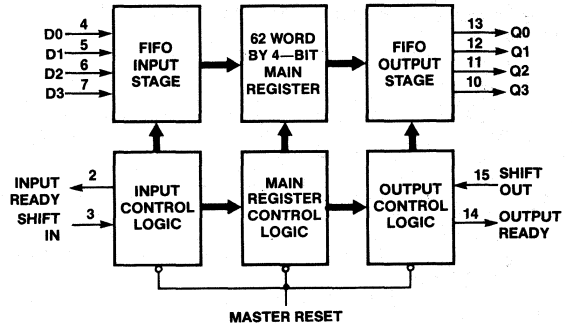 D0 4
D1 5
D2 6
D3 7
FIFO
INPUT
STAGE
62 WORD
BY 4—BIT
MAIN
REGISTER
FIFO
OUTPUT
STAGE
13 Q0
12 Q1
11 Q2
10 Q3
INPUT
READY
2
SHIFT
IN
3
INPUT
CONTROL
LOGIC
MAIN
REGISTER
CONTROL
LOGIC
OUTPUT
CONTROL
LOGIC
15 SHIFT
OUT
14 OUTPUT
READY
MASTER RESET